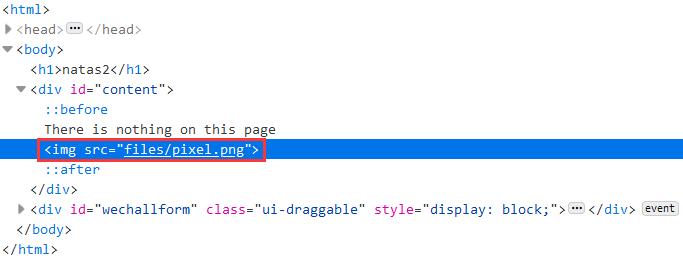 <html>
<head> ··· </head>
<body>
<h1>natas2</h1>
<div id="content">
::before
There is nothing on this page
<img src="files/pixel.png">
::after
</div>
<div id="wechallform" class="ui-draggable" style="display: block;"> ··· </div> event
</body>
</html>